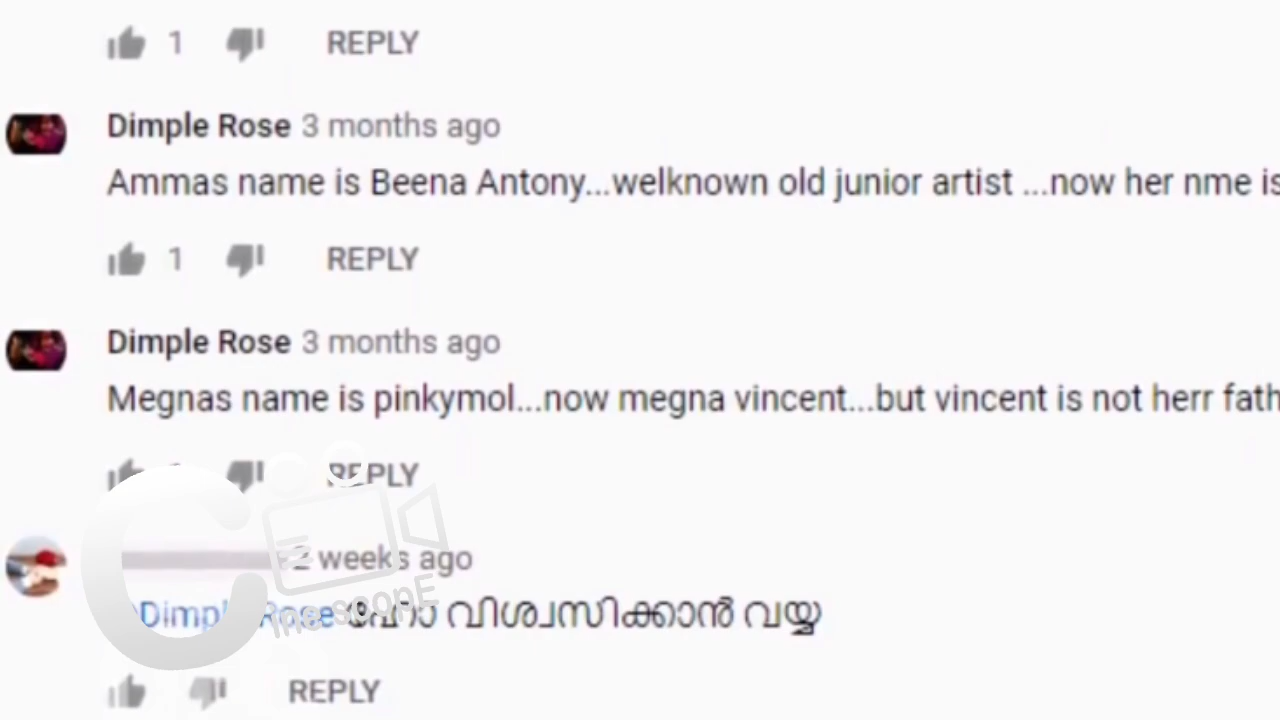 1 REPLY
Dimple Rose 3 months ago
Ammas name is Beena Antony...welknown old junior artist ...now her nme is
1 REPLY
Dimple Rose 3 months ago
Megnas name is pinkymol...now megna vincent...but vincent is not herr fath
REPLY
2 weeks ago
Dimple Rose ഹോ വിശ്വസിക്കാൻ വയ്യ
Cine scopE
REPLY